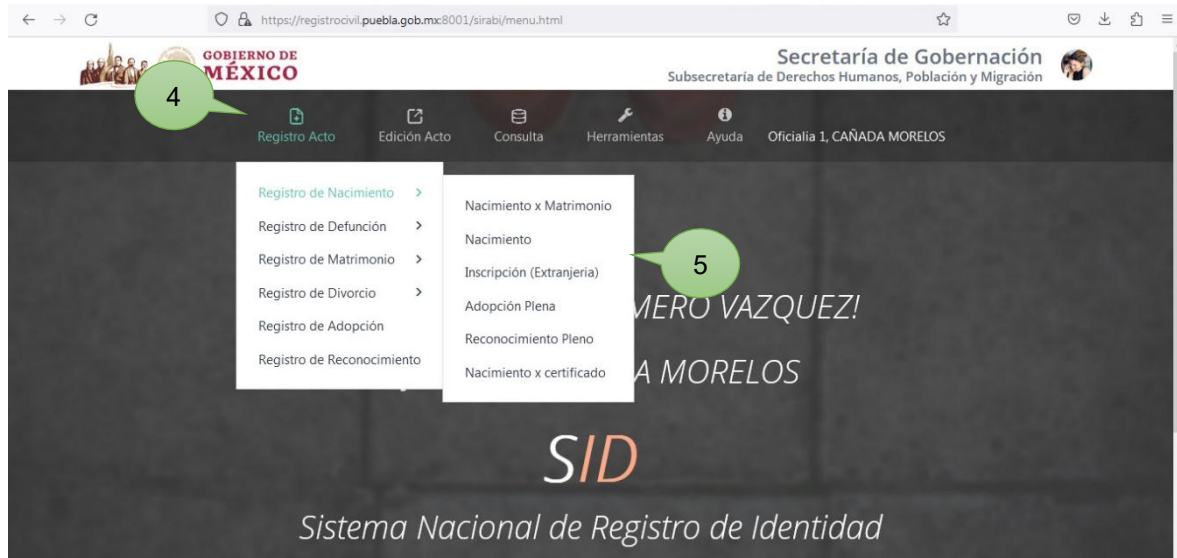 https://registrocivil.puebla.gob.mx:8001/sirabi/menu.html
GOBIERNO DE
MÉXICO
Secretaría de Gobernación
Subsecretaría de Derechos Humanos, Población y Migración
4
Registro Acto
Edición Acto
Consulta
Herramientas
Ayuda
Oficialia 1, CAÑADA MORELOS
Registro de Nacimiento
Registro de Defunción
Registro de Matrimonio
Registro de Divorcio
Registro de Adopción
Registro de Reconocimiento
Nacimiento x Matrimonio
Nacimiento
Inscripción (Extranjeria)
Adopción Plena
Reconocimiento Pleno
Nacimiento x certificado
5
VAZQUEZ!
MORELOS
SID
Sistema Nacional de Registro de Identidad